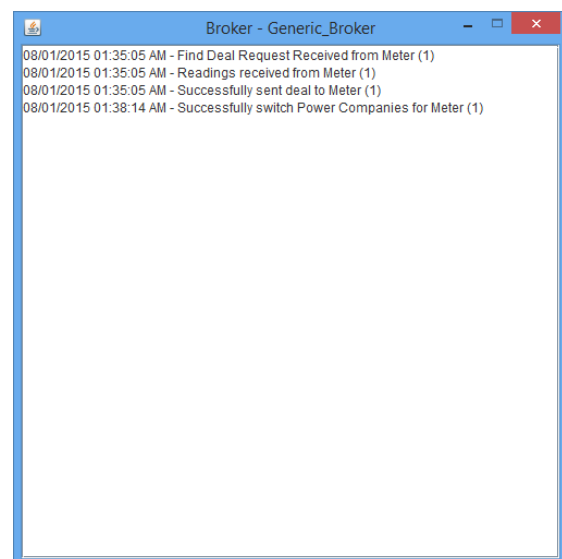 Broker - Generic_Broker
08/01/2015 01:35:05 AM - Find Deal Request Received from Meter (1)
08/01/2015 01:35:05 AM - Readings received from Meter (1)
08/01/2015 01:35:05 AM - Successfully sent deal to Meter (1)
08/01/2015 01:38:14 AM - Successfully switch Power Companies for Meter (1)